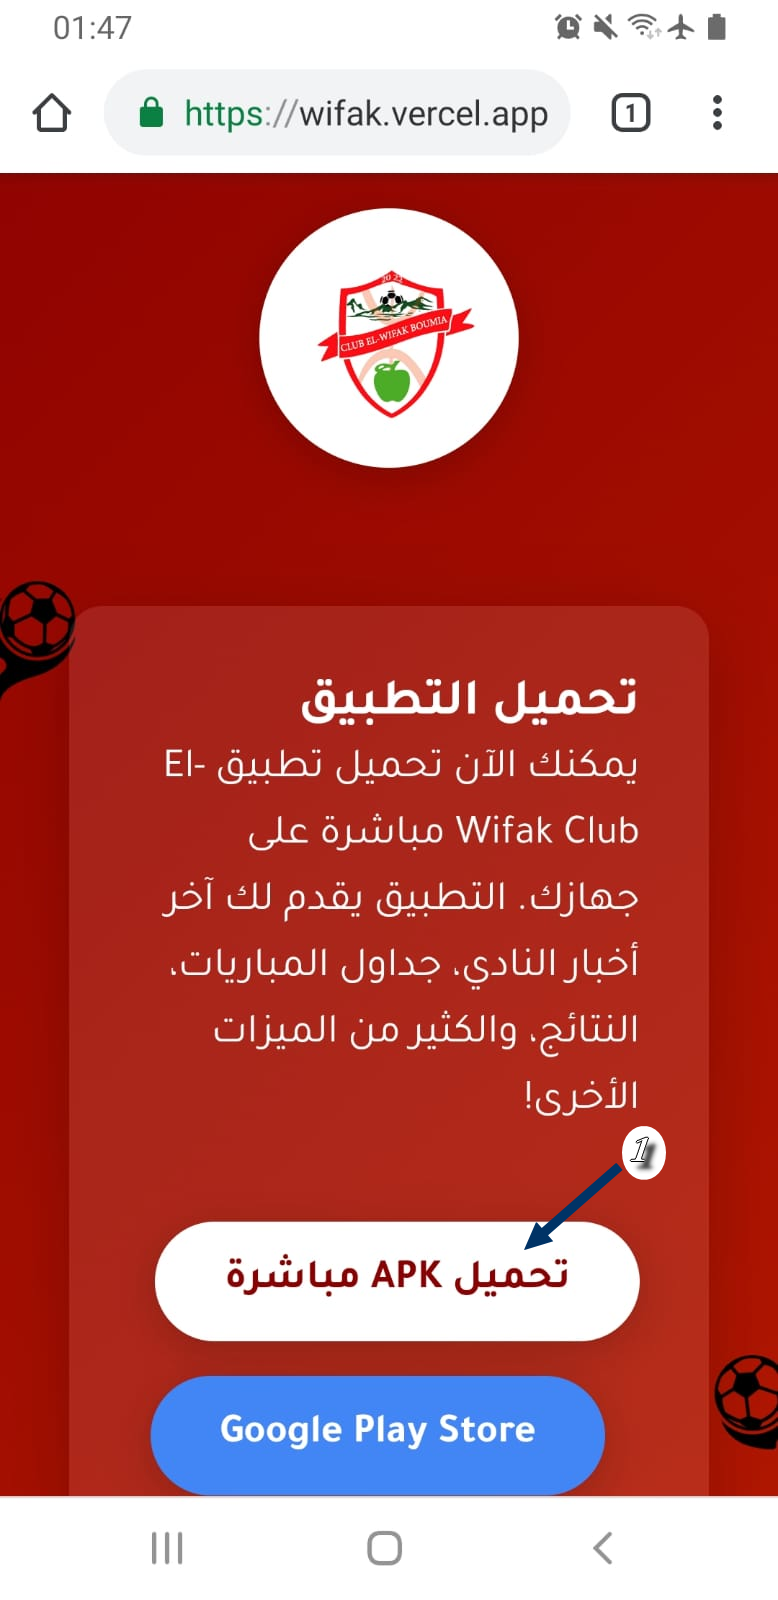 01:47
https://wifak.vercel.app
1
2021
CLUB EL-WIFAK BOUMIA
تحميل التطبيق
يمكنك الآن تحميل تطبيق El-
Wifak Club مباشرة على
جهازك. التطبيق يقدم لك آخر
أخبار النادي، جداول المباريات،
النتائج، والكثير من الميزات
الأخرى!
1
تحميل APK مباشرة
Google Play Store